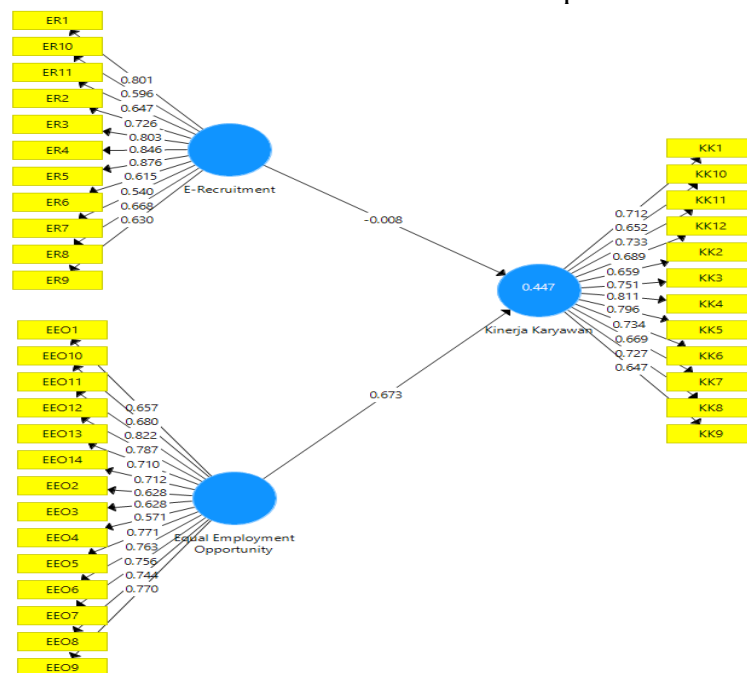 ER1
ER10
ER11
ER2
ER3
ER4
ER5
ER6
ER7
ER8
ER9
0.801
0.596
0.647
0.726
0.803
0.846
0.876
0.615
0.540
0.668
0.630
E-Recruitment
-0.008
EEO1
EEO10
EEO11
EEO12
EEO13
EEO14
EEO2
EEO3
EEO4
EEO5
EEO6
EEO7
EEO8
EEO9
0.657
0.680
0.822
0.787
0.710
0.712
0.628
0.628
0.571
0.771
0.763
0.756
0.744
0.770
Equal Employment
Opportunity
0.673
0.447
Kinerja Karyawan
0.712
0.652
0.733
0.689
0.659
0.751
0.811
0.796
0.734
0.669
0.727
0.647
KK1
KK10
KK11
KK12
KK2
KK3
KK4
KK5
KK6
KK7
KK8
KK9